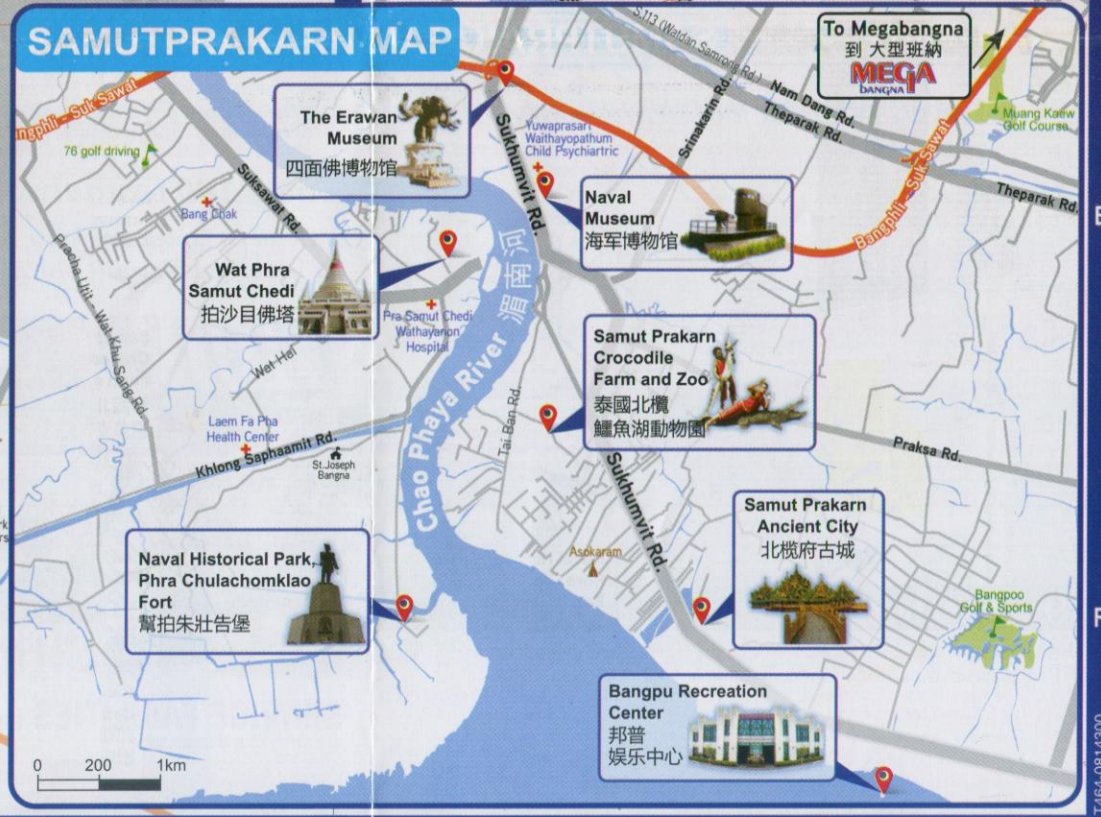 SAMUTPRAKARN MAP
To Megabangna
到 大型班納
MEGA
BANGNA
S.113 (Watdan Samrong Rd.)
Nam Dang Rd.
Theparak Rd.
Srinakarin Rd.
Muang Kaew
Golf Course
Bangphli - Suk Sawat
Theparak Rd.
angphli - Suk Sawat
76 golf driving
Suksawat Rd.
Bang Chak
The Erawan
Museum
四面佛博物馆
Sukhumvit Rd.
Yuwaprasart
Waithayopathum
Child Psychiartric
Naval
Museum
海军博物馆
Wat Phra
Samut Chedi
拍沙目佛塔
Pracha Utit - Wat Khu Sang Rd.
Wat Hai
Pra Samut Chedi
Wathayanon
Hospital
Chao Phaya River 湄南河
Samut Prakarn
Crocodile
Farm and Zoo
泰國北欖
鱷魚湖動物園
Tai Ban Rd.
Laem Fa Pha
Health Center
Khlong Saphaamit Rd.
St.Joseph
Bangna
Praksa Rd.
Sukhumvit Rd.
Samut Prakarn
Ancient City
北榄府古城
Asokaram
Naval Historical Park,
Phra Chulachomklao
Fort
幫拍朱壯告堡
Bangpoo
Golf & Sports
Bangpu Recreation
Center
邦普
娱乐中心
0 200 1km
T464-0814300